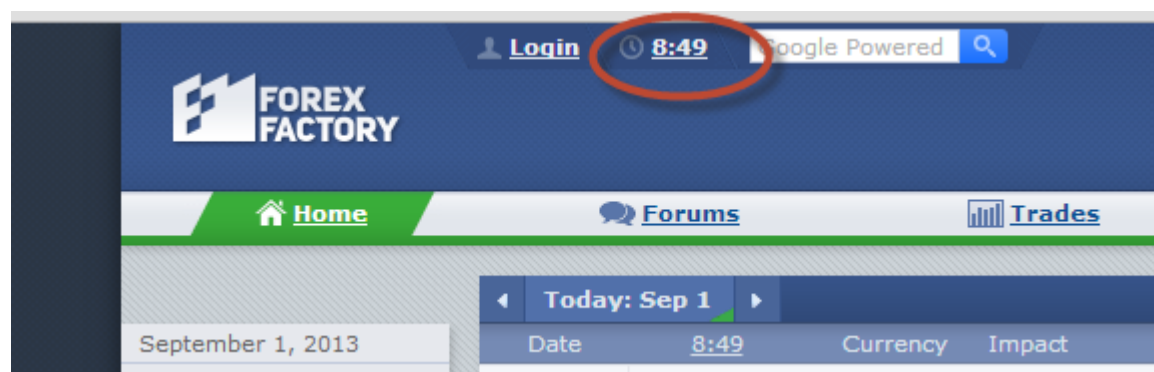 Login 8:49 Google Powered
FOREX
FACTORY
Home Forums Trades
Today: Sep 1
September 1, 2013 Date 8:49 Currency Impact